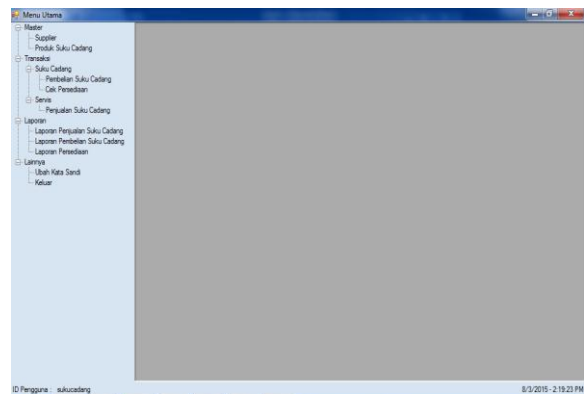 Menu Utama
Master
Supplier
Produk Suku Cadang
Transaksi
Suku Cadang
Pembelian Suku Cadang
Cek Persediaan
Servis
Penjualan Suku Cadang
Laporan
Laporan Penjualan Suku Cadang
Laporan Pembelian Suku Cadang
Laporan Persediaan
Lainnya
Ubah Kata Sandi
Keluar
ID Pengguna : sukucadang
8/3/2015 - 2:19:23 PM